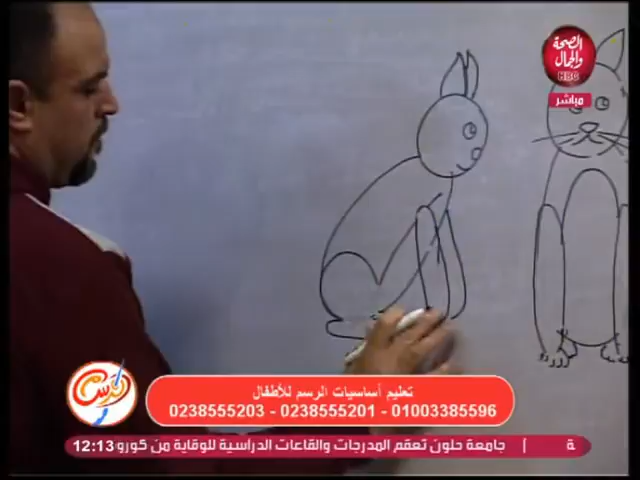 الصحة
والجمال
HBC
مباشر
تعليم أساسيات الرسم للأطفال
0238555203 - 0238555201 - 01003385596
12:13 جامعة حلون تعقم المدرجات والقاعات الدراسية للوقاية من كورو